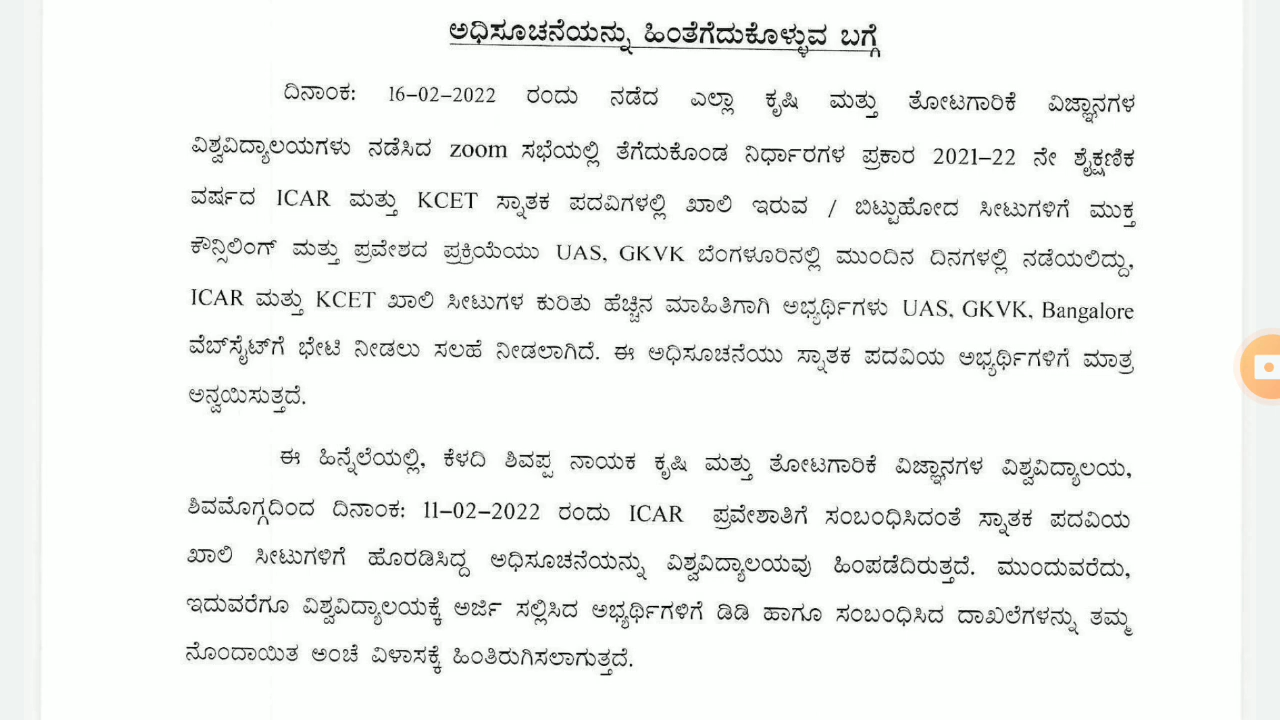 ಅಧಿಸೂಚನೆಯನ್ನು ಹಿಂತೆಗೆದುಕೊಳ್ಳುವ ಬಗ್ಗೆ
ದಿನಾಂಕ: 16-02-2022 ರಂದು ನಡೆದ ಎಲ್ಲಾ ಕೃಷಿ ಮತ್ತು ತೋಟಗಾರಿಕೆ ವಿಜ್ಞಾನಗಳ
ವಿಶ್ವವಿದ್ಯಾಲಯಗಳು ನಡೆಸಿದ zoom ಸಭೆಯಲ್ಲಿ ತೆಗೆದುಕೊಂಡ ನಿರ್ಧಾರಗಳ ಪ್ರಕಾರ 2021-22 ನೇ ಶೈಕ್ಷಣಿಕ
ವರ್ಷದ ICAR ಮತ್ತು KCET ಸ್ನಾತಕ ಪದವಿಗಳಲ್ಲಿ ಖಾಲಿ ಇರುವ / ಬಿಟ್ಟುಹೋದ ಸೀಟುಗಳಿಗೆ ಮುಕ್ತ
ಕೌನ್ಸಿಲಿಂಗ್ ಮತ್ತು ಪ್ರವೇಶದ ಪ್ರಕ್ರಿಯೆಯು UAS, GKVK ಬೆಂಗಳೂರಿನಲ್ಲಿ ಮುಂದಿನ ದಿನಗಳಲ್ಲಿ ನಡೆಯಲಿದ್ದು,
ICAR ಮತ್ತು KCET ಖಾಲಿ ಸೀಟುಗಳ ಕುರಿತು ಹೆಚ್ಚಿನ ಮಾಹಿತಿಗಾಗಿ ಅಭ್ಯರ್ಥಿಗಳು UAS, GKVK, Bangalore
ವೆಬ್‌ಸೈಟ್‌ಗೆ ಭೇಟಿ ನೀಡಲು ಸಲಹೆ ನೀಡಲಾಗಿದೆ. ಈ ಅಧಿಸೂಚನೆಯು ಸ್ನಾತಕ ಪದವಿಯ ಅಭ್ಯರ್ಥಿಗಳಿಗೆ ಮಾತ್ರ
ಅನ್ವಯಿಸುತ್ತದೆ.
ಈ ಹಿನ್ನೆಲೆಯಲ್ಲಿ, ಕೆಳದಿ ಶಿವಪ್ಪ ನಾಯಕ ಕೃಷಿ ಮತ್ತು ತೋಟಗಾರಿಕೆ ವಿಜ್ಞಾನಗಳ ವಿಶ್ವವಿದ್ಯಾಲಯ,
ಶಿವಮೊಗ್ಗದಿಂದ ದಿನಾಂಕ: 11-02-2022 ರಂದು ICAR ಪ್ರವೇಶಾತಿಗೆ ಸಂಬಂಧಿಸಿದಂತೆ ಸ್ನಾತಕ ಪದವಿಯ
ಖಾಲಿ ಸೀಟುಗಳಿಗೆ ಹೊರಡಿಸಿದ್ದ ಅಧಿಸೂಚನೆಯನ್ನು ವಿಶ್ವವಿದ್ಯಾಲಯವು ಹಿಂಪಡೆದಿರುತ್ತದೆ. ಮುಂದುವರೆದು,
ಇದುವರೆಗೂ ವಿಶ್ವವಿದ್ಯಾಲಯಕ್ಕೆ ಅರ್ಜಿ ಸಲ್ಲಿಸಿದ ಅಭ್ಯರ್ಥಿಗಳಿಗೆ ಡಿಡಿ ಹಾಗೂ ಸಂಬಂಧಿಸಿದ ದಾಖಲೆಗಳನ್ನು ತಮ್ಮ
ನೊಂದಾಯಿತ ಅಂಚೆ ವಿಳಾಸಕ್ಕೆ ಹಿಂತಿರುಗಿಸಲಾಗುತ್ತದೆ.